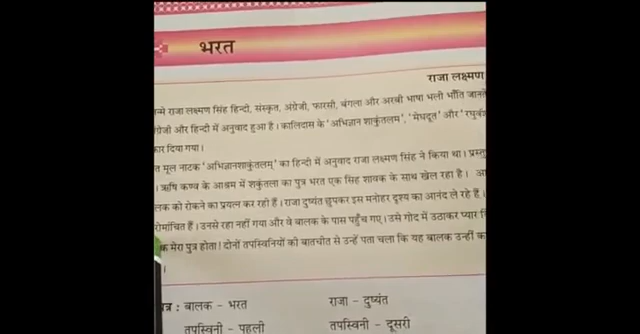 भरत
राजा लक्ष्मण
न्मे राजा लक्ष्मण सिंह हिन्दी, संस्कृत, अंग्रेजी, फारसी, बंगला और अरबी भाषा भली भाँति जानते
ग्रेजी और हिन्दी में अनुवाद हुआ है। कालिदास के 'अभिज्ञान शाकुंतलम', 'मेघदूत' और 'रघुवंश
कार दिया गया।
त मूल नाटक 'अभिज्ञानशाकुंतलम्' का हिन्दी में अनुवाद राजा लक्ष्मण सिंह ने किया था। प्रस्तु
। ऋषि कण्व के आश्रम में शकुंतला का पुत्र भरत एक सिंह शावक के साथ खेल रहा है। आ
लक को रोकने का प्रयत्न कर रही हैं। राजा दुष्यंत छुपकर इस मनोहर दृश्य का आनंद ले रहे हैं।
रोमांचित हैं। उनसे रहा नहीं गया और वे बालक के पास पहुँच गए। उसे गोद में उठाकर प्यार
क मेरा पुत्र होता! दोनों तपस्विनियों की बातचीत से उन्हें पता चला कि यह बालक उन्हीं क
।
त्र : बालक - भरत राजा - दुष्यंत
तपस्विनी - पहली तपस्विनी - दूसरी